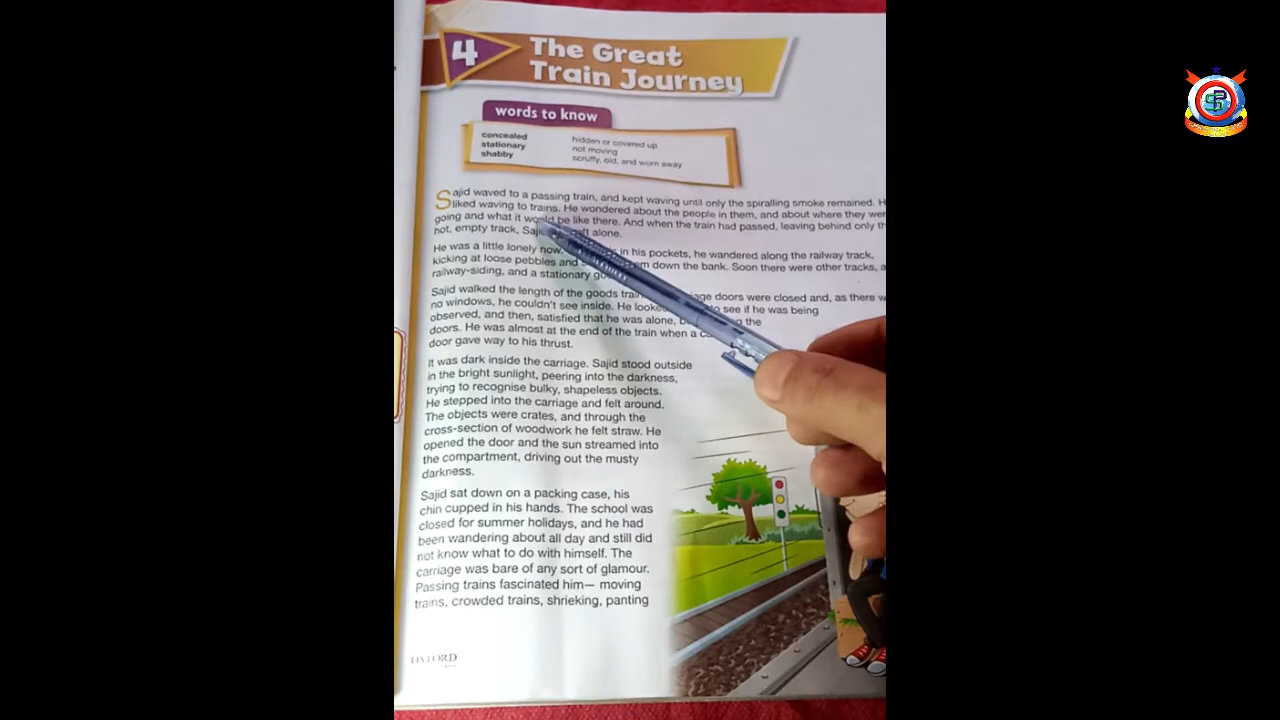 4
The Great
Train Journey
words to know
concealed hidden or covered up
stationary not moving
shabby scruffy, old, and worn away
Sajid waved to a passing train, and kept waving until only the spiralling smoke remained. H
liked waving to trains. He wondered about the people in them, and about where they wer
going and what it would be like there. And when the train had passed, leaving behind only th
hot, empty track, alone.
He was a little lonely now. in his pockets, he wandered along the railway track,
kicking at loose pebbles and down the bank. Soon there were other tracks, a
railway-siding, and a stationary
Sajid walked the length of the goods doors were closed and, as there w
no windows, he couldn't see inside. He to see if he was being
observed, and then, satisfied that he was alone, the
doors. He was almost at the end of the train when a
door gave way to his thrust.
It was dark inside the carriage. Sajid stood outside
in the bright sunlight, peering into the darkness,
trying to recognise bulky, shapeless objects.
He stepped into the carriage and felt around.
The objects were crates, and through the
cross-section of woodwork he felt straw. He
opened the door and the sun streamed into
the compartment, driving out the musty
darkness.
Sajid sat down on a packing case, his
chin cupped in his hands. The school was
closed for summer holidays, and he had
been wandering about all day and still did
not know what to do with himself. The
carriage was bare of any sort of glamour.
Passing trains fascinated him— moving
trains, crowded trains, shrieking, panting
OXFORD